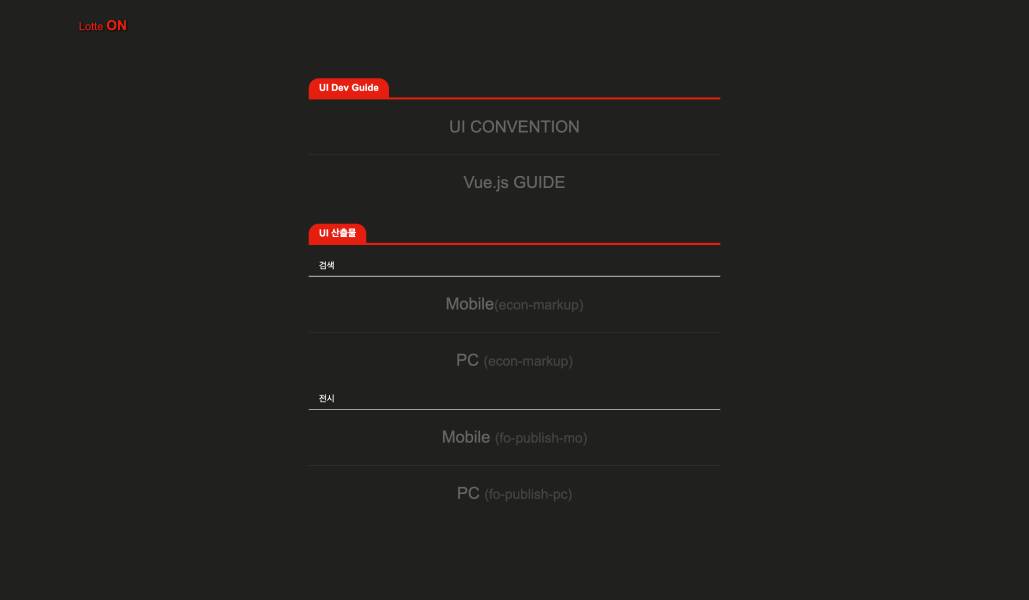 Lotte ON
UI Dev Guide
UI CONVENTION
Vue.js GUIDE
UI 산출물
검색
Mobile(econ-markup)
PC (econ-markup)
전시
Mobile (fo-publish-mo)
PC (fo-publish-pc)